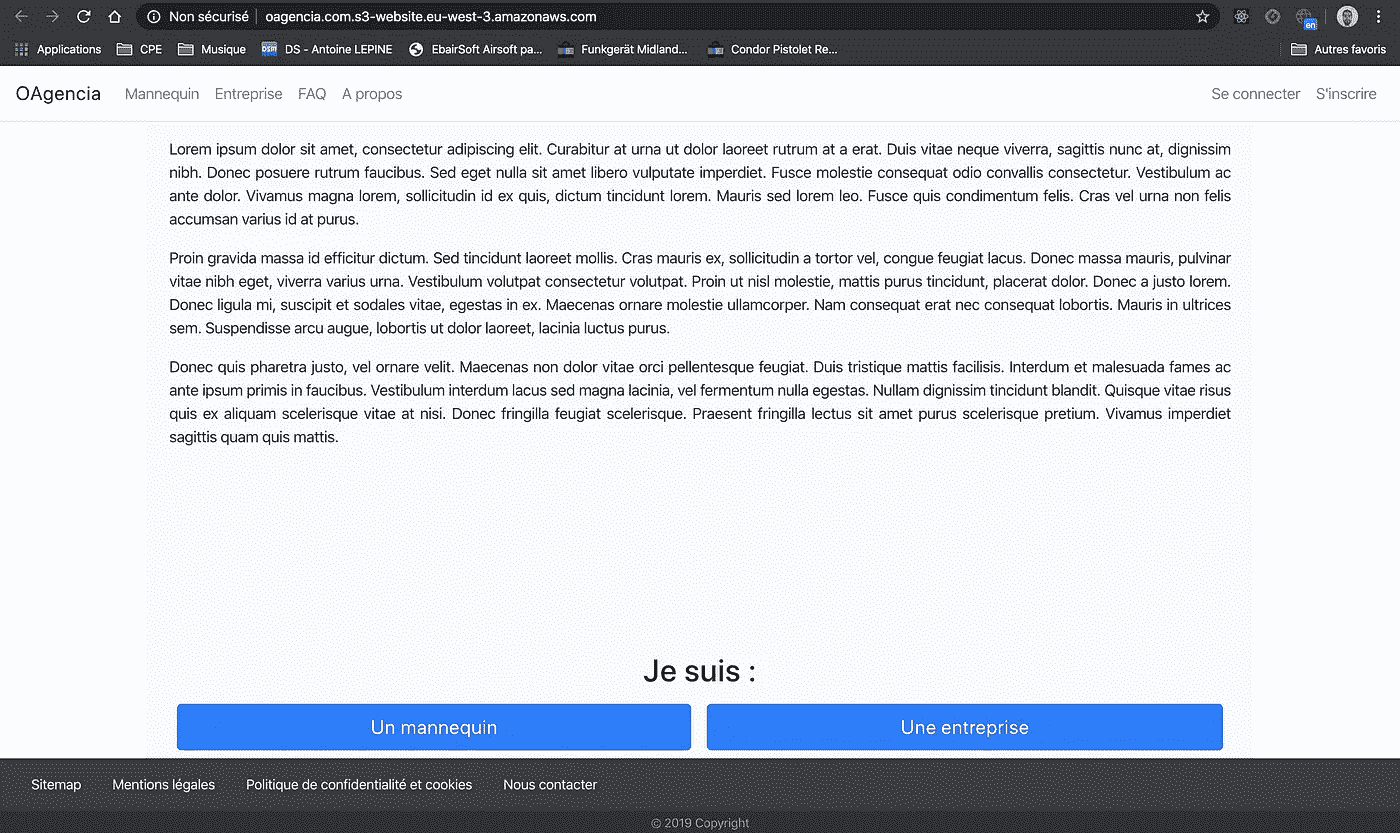 Non sécurisé | oagencia.com.s3-website.eu-west-3.amazonaws.com
en
Applications CPE Musique DS - Antoine LEPINE EbairSoft Airsoft pa... Funkgerät Midland... Condor Pistolet Re... Autres favoris
OAgencia Mannequin Entreprise FAQ A propos Se connecter S'inscrire
Lorem ipsum dolor sit amet, consectetur adipiscing elit. Curabitur at urna ut dolor laoreet rutrum at a erat. Duis vitae neque viverra, sagittis nunc at, dignissim
nibh. Donec posuere rutrum faucibus. Sed eget nulla sit amet libero vulputate imperdiet. Fusce molestie consequat odio convallis consectetur. Vestibulum ac
ante dolor. Vivamus magna lorem, sollicitudin id ex quis, dictum tincidunt lorem. Mauris sed lorem leo. Fusce quis condimentum felis. Cras vel urna non felis
accumsan varius id at purus.
Proin gravida massa id efficitur dictum. Sed tincidunt laoreet mollis. Cras mauris ex, sollicitudin a tortor vel, congue feugiat lacus. Donec massa mauris, pulvinar
vitae nibh eget, viverra varius urna. Vestibulum volutpat consectetur volutpat. Proin ut nisl molestie, mattis purus tincidunt, placerat dolor. Donec a justo lorem.
Donec ligula mi, suscipit et sodales vitae, egestas in ex. Maecenas ornare molestie ullamcorper. Nam consequat erat nec consequat lobortis. Mauris in ultrices
sem. Suspendisse arcu augue, lobortis ut dolor laoreet, lacinia luctus purus.
Donec quis pharetra justo, vel ornare velit. Maecenas non dolor vitae orci pellentesque feugiat. Duis tristique mattis facilisis. Interdum et malesuada fames ac
ante ipsum primis in faucibus. Vestibulum interdum lacus sed magna lacinia, vel fermentum nulla egestas. Nullam dignissim tincidunt blandit. Quisque vitae risus
quis ex aliquam scelerisque vitae at nisi. Donec fringilla feugiat scelerisque. Praesent fringilla lectus sit amet purus scelerisque pretium. Vivamus imperdiet
sagittis quam quis mattis.
Je suis :
Un mannequin Une entreprise
Sitemap Mentions légales Politique de confidentialité et cookies Nous contacter
© 2019 Copyright